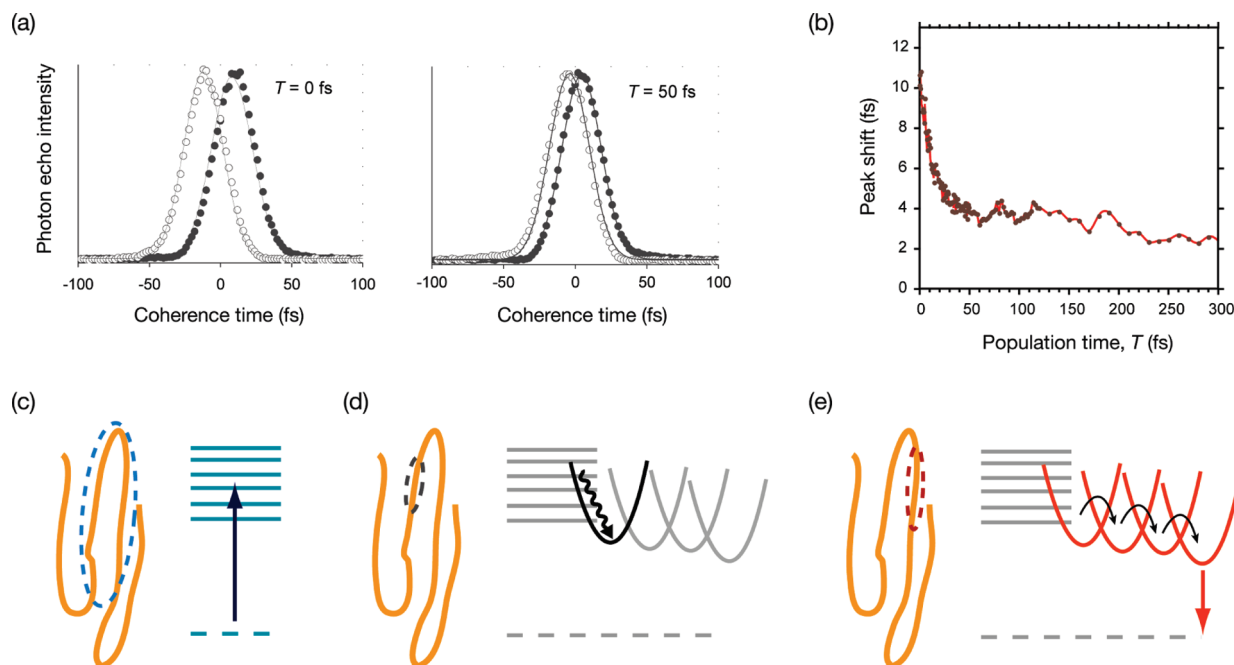 (a)
Photon echo intensity
T = 0 fs
-100
-50
0
50
100
Coherence time (fs)
T = 50 fs
-100
-50
0
50
100
Coherence time (fs)
(b)
Peak shift (fs)
12
10
8
6
4
2
0
0
50
100
150
200
250
300
Population time, T (fs)
(c)
(d)
(e)